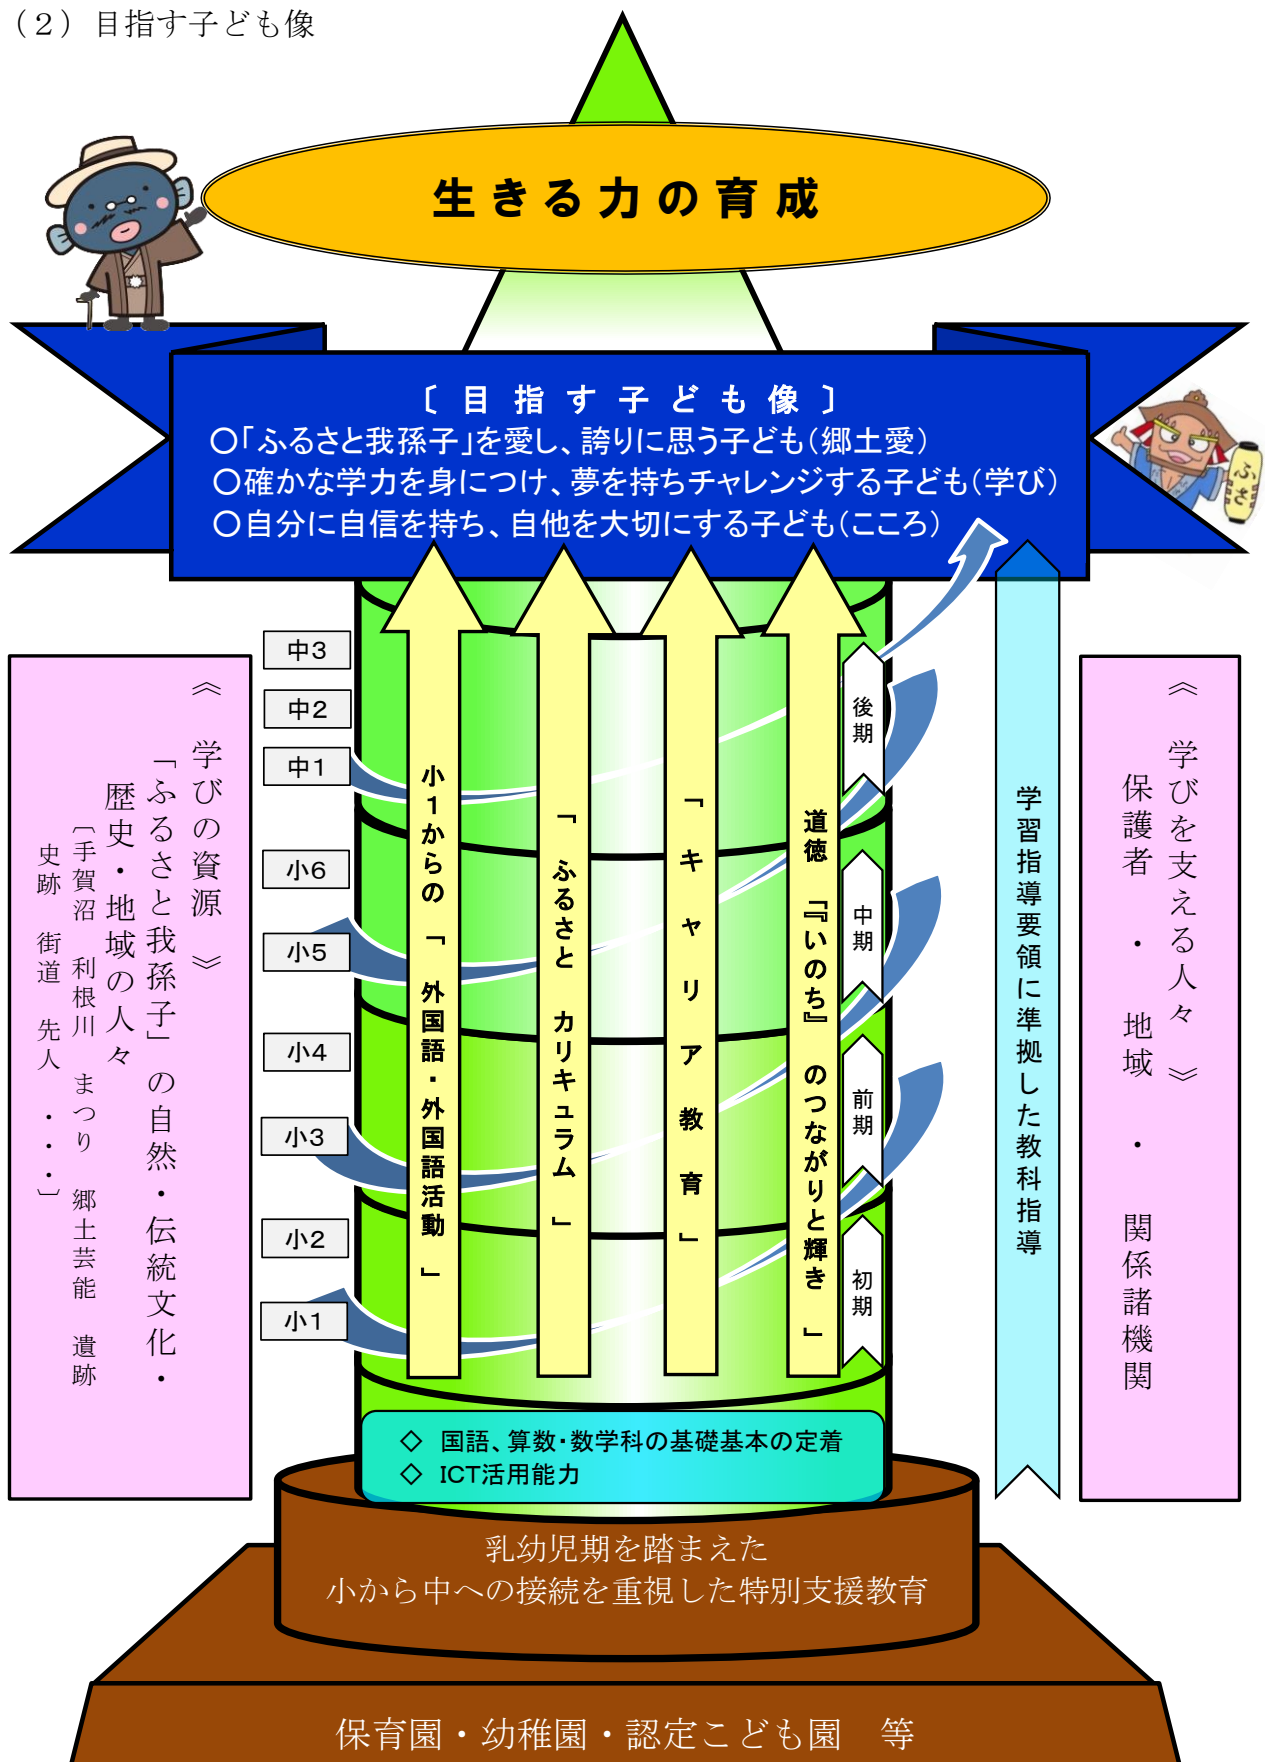 （２）目指す子ども像
生きる力の育成
〔目指す子ども像〕
○「ふるさと我孫子」を愛し、誇りに思う子ども（郷土愛）
○確かな学力を身につけ、夢を持ちチャレンジする子ども（学び）
○自分に自信を持ち、自他を大切にする子ども（こころ）
ふさ
《 学びの資源 》
「ふるさと我孫子」の自然・伝統文化・
歴史・地域の人々
〔手賀沼 利根川 まつり 郷土芸能 遺跡
史跡 街道 先人 ・・・〕
中３
中２
中１
小６
小５
小４
小３
小２
小１
小１からの「外国語・外国語活動」
「ふるさと カリキュラム」
「キャリア教育」
道徳『「いのち』のつながりと輝き」
後期
中期
前期
初期
学習指導要領に準拠した教科指導
《 学びを支える人々 》
保護者 ・ 地域 ・ 関係諸機関
◇ 国語、算数・数学科の基礎基本の定着
◇ ICT活用能力
乳幼児期を踏まえた
小から中への接続を重視した特別支援教育
保育園・幼稚園・認定こども園 等